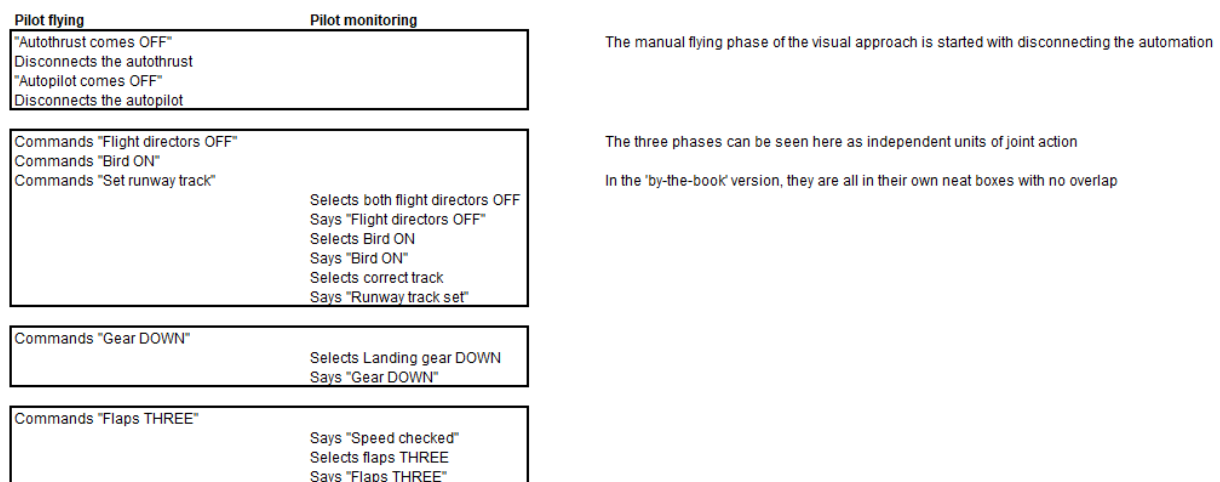 Pilot flying Pilot monitoring
"Autothrust comes OFF" The manual flying phase of the visual approach is started with disconnecting the automation
Disconnects the autothrust
"Autopilot comes OFF"
Disconnects the autopilot
Commands "Flight directors OFF" The three phases can be seen here as independent units of joint action
Commands "Bird ON"
Commands "Set runway track" In the 'by-the-book' version, they are all in their own neat boxes with no overlap
Selects both flight directors OFF
Says "Flight directors OFF"
Selects Bird ON
Says "Bird ON"
Selects correct track
Says "Runway track set"
Commands "Gear DOWN"
Selects Landing gear DOWN
Says "Gear DOWN"
Commands "Flaps THREE"
Says "Speed checked"
Selects flaps THREE
Says "Flaps THREE"